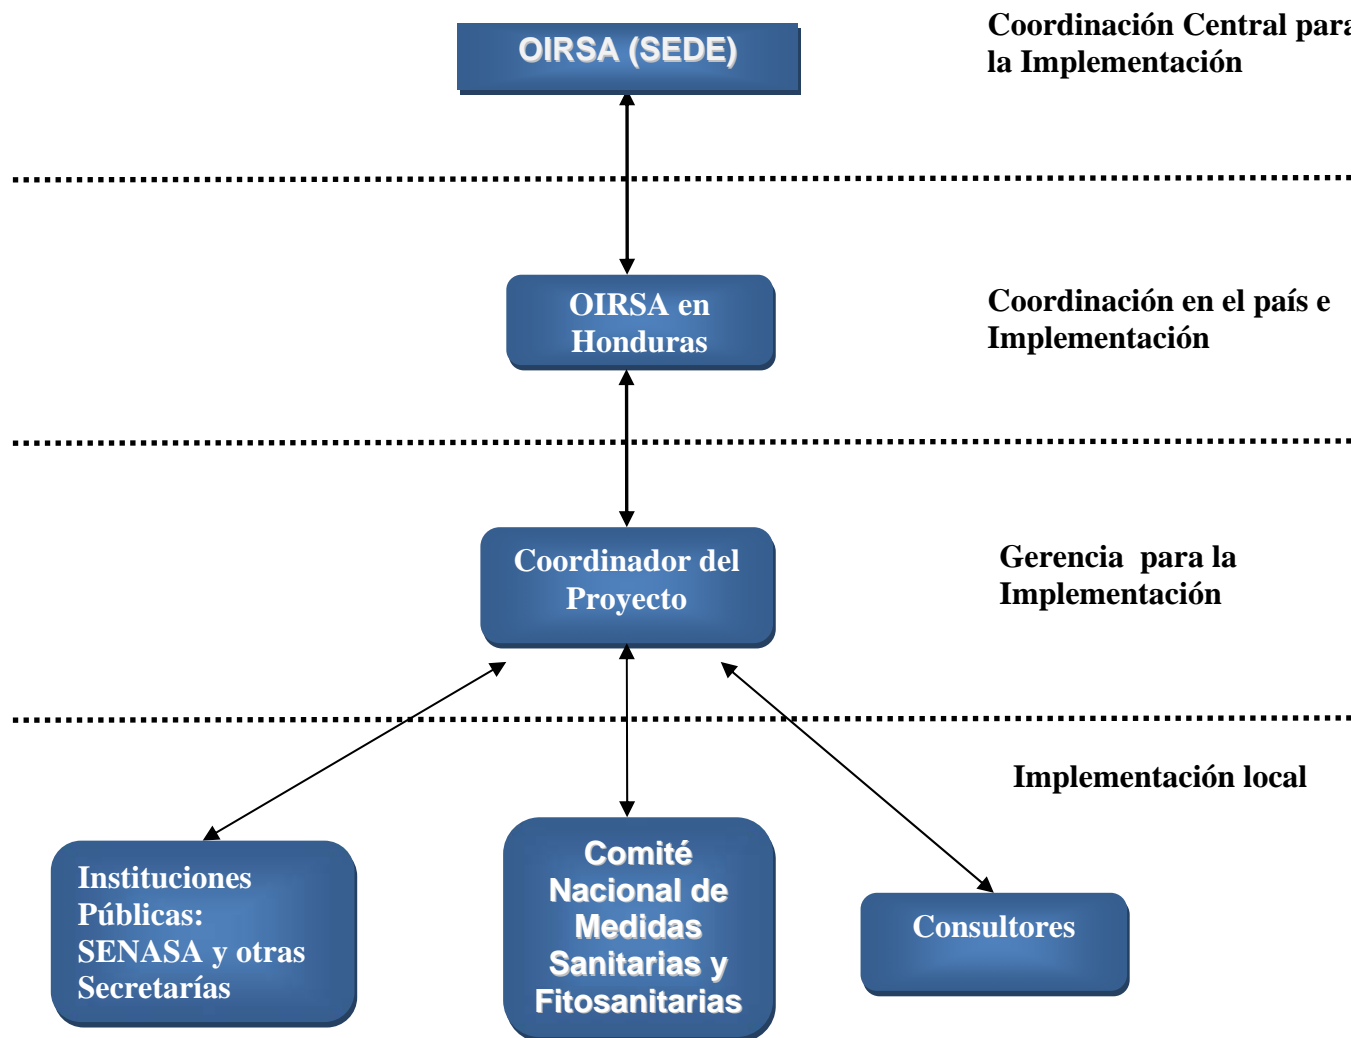 OIRSA (SEDE)
Coordinación Central para
la Implementación
OIRSA en
Honduras
Coordinación en el país e
Implementación
Coordinador del
Proyecto
Gerencia  para la
Implementación
Implementación local
Instituciones
Públicas:
SENASA y otras
Secretarías
Comité
Nacional de
Medidas
Sanitarias y
Fitosanitarias
Consultores